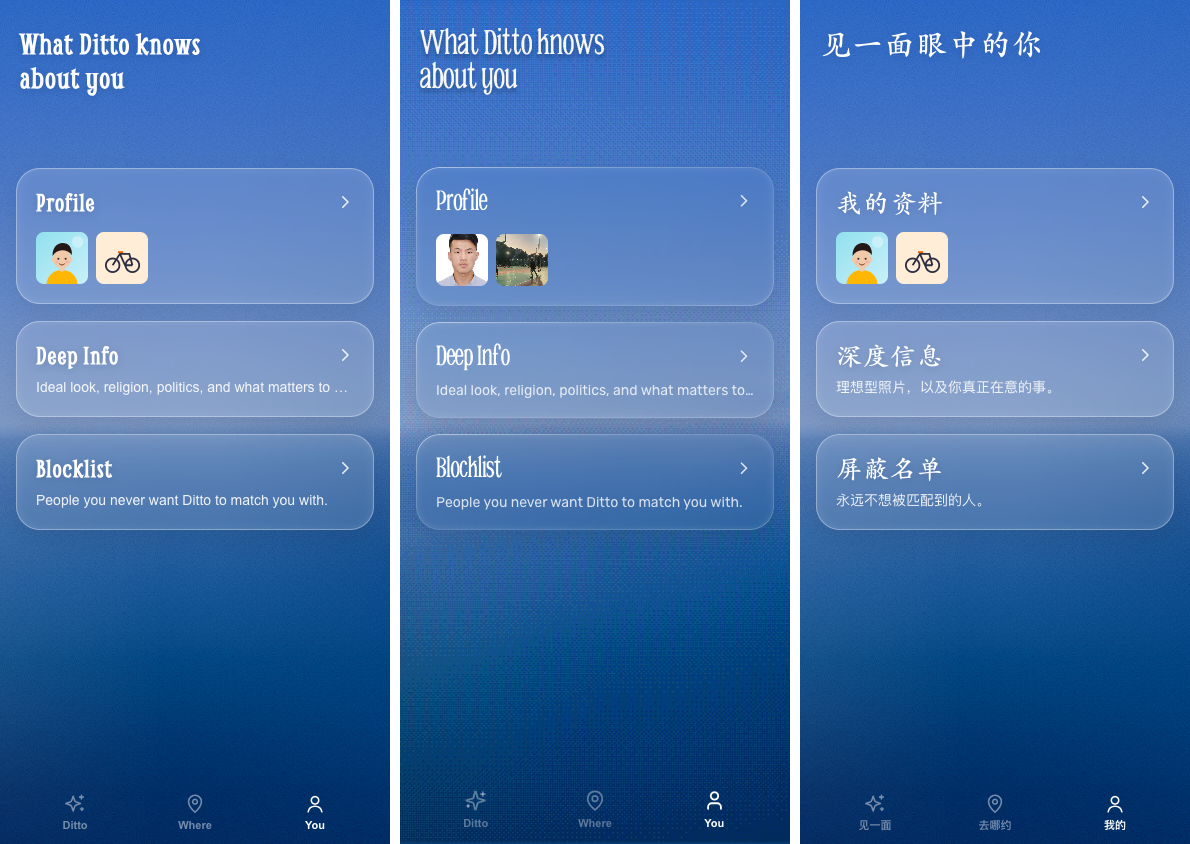 What Ditto knows
about you
Profile
Deep Info
Ideal look, religion, politics, and what matters to ...
Blocklist
People you never want Ditto to match you with.
Ditto
Where
You
What Ditto knows
about you
Profile
Deep Info
Ideal look, religion, politics, and what matters to...
Blocklist
People you never want Ditto to match you with.
Ditto
Where
You
见一面眼中的你
我的资料
深度信息
理想型照片，以及你真正在意的事。
屏蔽名单
永远不想被匹配到的人。
见一面
去哪约
我的